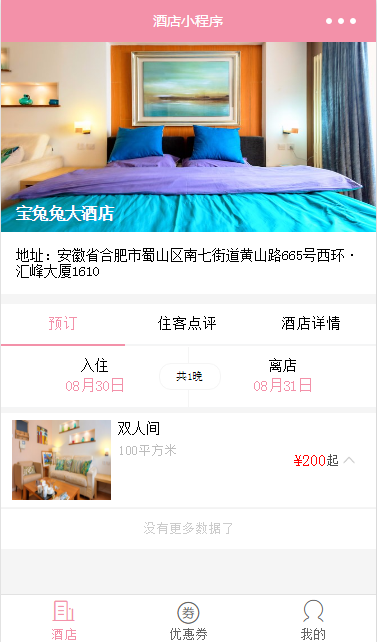 酒店小程序
宝兔兔大酒店
地址：安徽省合肥市蜀山区南七街道黄山路665号西环·
汇峰大厦1610
预订 住客点评 酒店详情
入住 离店
08月30日 共1晚 08月31日
双人间
100平方米
¥200起
没有更多数据了
券
酒店 优惠券 我的